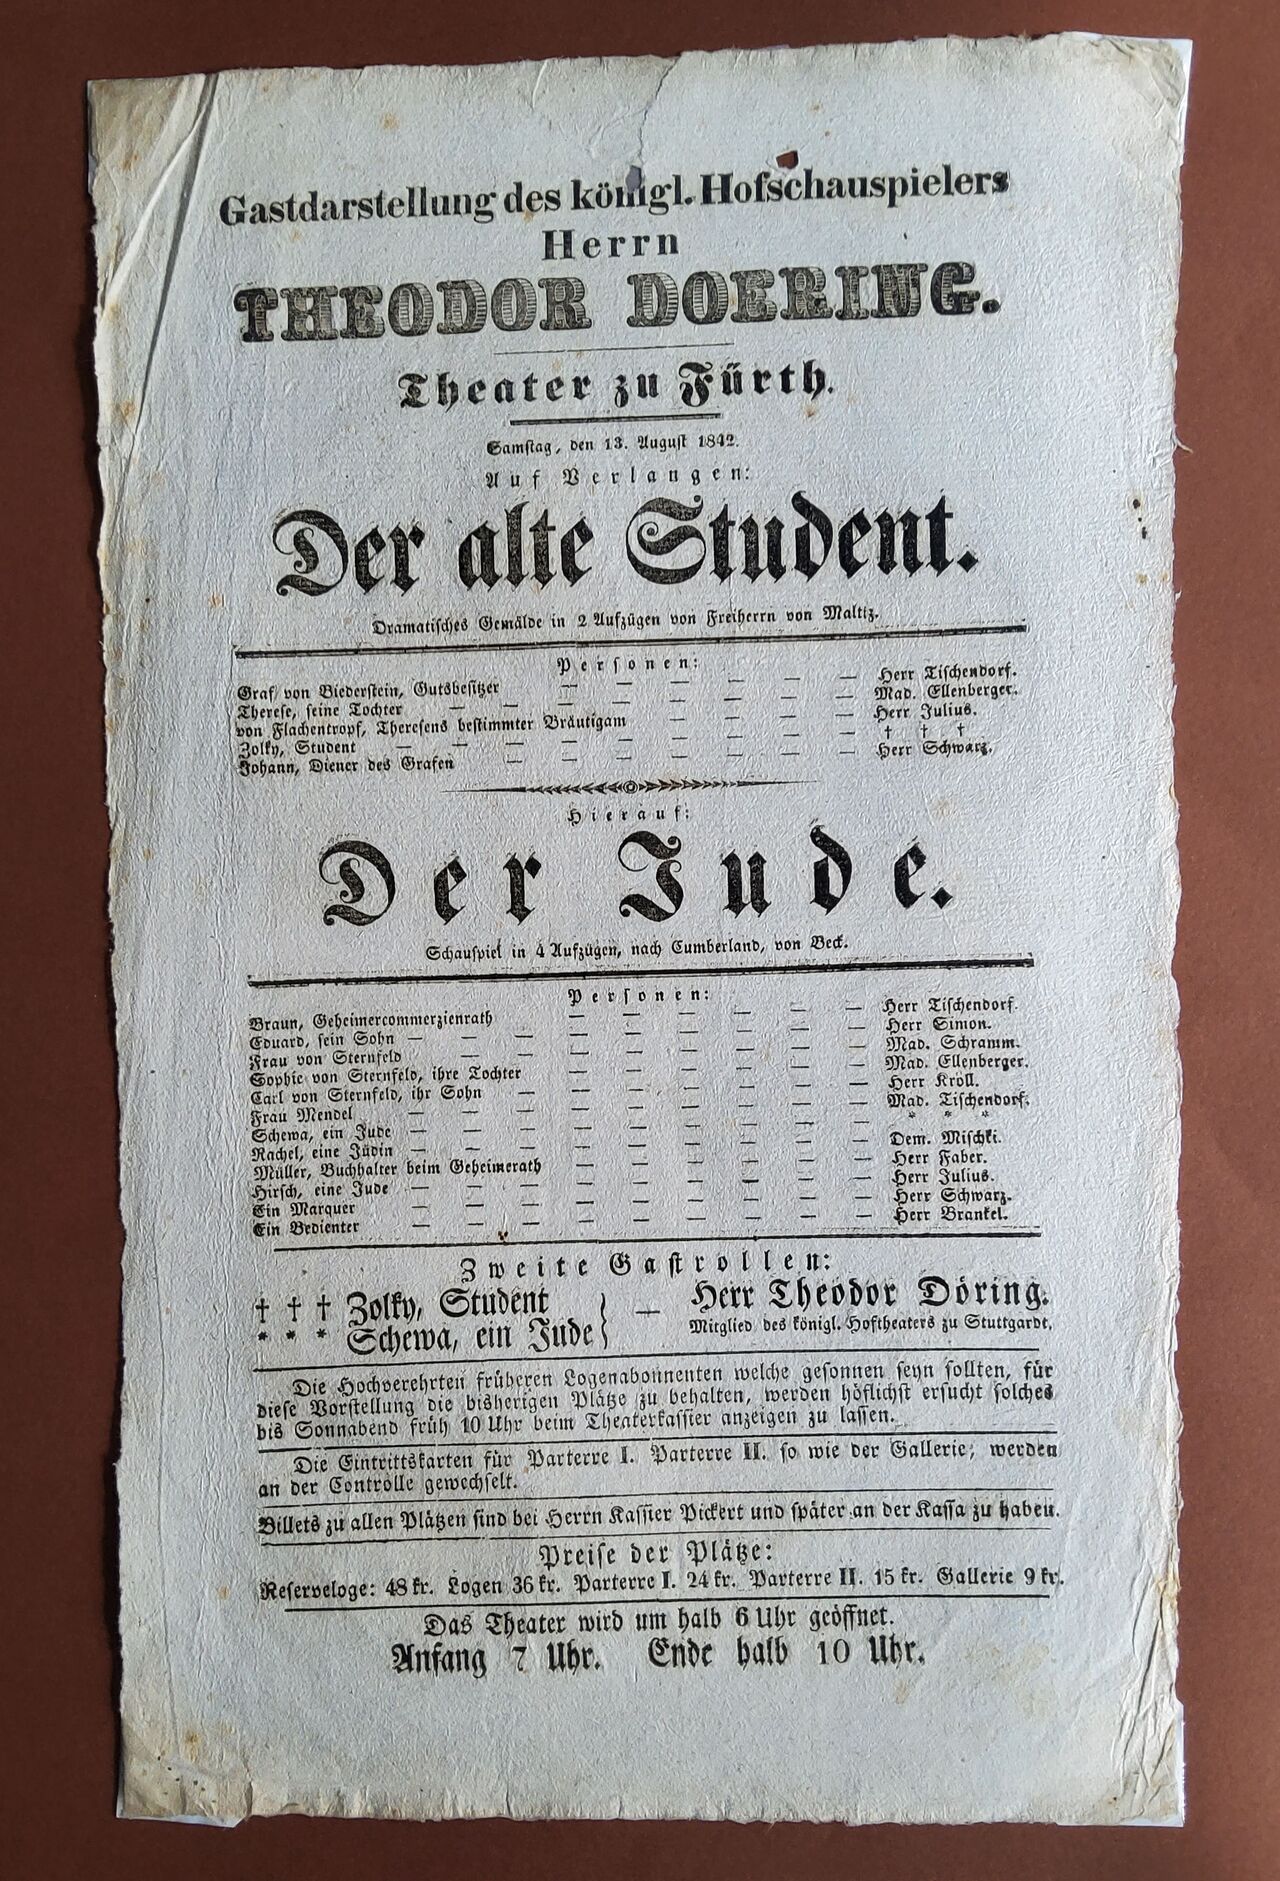 Gastdarstellung des königl. Hofschauspielers
Herrn
THEODOR DOERING.
Theater zu Fürth.
Samstag, den 13. August 1842.
Auf Verlangen:
Der alte Student.
Dramatisches Gemälde in 2 Aufzügen von Freiherrn von Maltiz.
Personen:
Graf von Biederstein, Gutsbesitzer — — — — — — Herr Tischendorf.
Therese, seine Tochter — — — — — — — — Mad. Ellenberger.
von Flachentropf, Theresens bestimmter Bräutigam — — — — Herr Julius.
Zolky, Student — — — — — — — — — † † †
Johann, Diener des Grafen — — — — — — — Herr Schwarz.
Hierauf:
Der Jude.
Schauspiel in 4 Aufzügen, nach Cumberland, von Beck.
Personen:
Braun, Geheimercommerzienrath — — — — — — Herr Tischendorf.
Eduard, sein Sohn — — — — — — — — — Herr Simon.
Frau von Sternfeld — — — — — — — — Mad. Schramm.
Sophie von Sternfeld, ihre Tochter — — — — — — Mad. Ellenberger.
Carl von Sternfeld, ihr Sohn — — — — — — — Herr Kröll.
Frau Mendel — — — — — — — — — Mad. Tischendorf.
Schewa, ein Jude — — — — — — — — — * * *
Rachel, eine Jüdin — — — — — — — — — Dem. Mischki.
Müller, Buchhalter beim Geheimerath — — — — — — Herr Faber.
Hirsch, eine Jude — — — — — — — — — Herr Julius.
Ein Marquer — — — — — — — — — Herr Schwarz.
Ein Bedienter — — — — — — — — — Herr Brankel.
Zweite Gastrollen:
† † † Zolky, Student } — Herr Theodor Döring.
* * * Schewa, ein Jude } Mitglied des königl. Hoftheaters zu Stuttgardt.
Die Hochverehrten früheren Logenabonnenten welche gesonnen seyn sollten, für
diese Vorstellung die bisherigen Plätze zu behalten, werden höflichst ersucht solches
bis Sonnabend früh 10 Uhr beim Theaterkassier anzeigen zu lassen.
Die Eintrittskarten für Parterre I. Parterre II. so wie der Gallerie, werden
an der Controlle gewechselt.
Billets zu allen Plätzen sind bei Herrn Kassier Pickert und später an der Kassa zu haben.
Preise der Plätze:
Reserveloge: 48 kr. Logen 36 kr. Parterre I. 24 kr. Parterre II. 15 kr. Gallerie 9 kr.
Das Theater wird um halb 6 Uhr geöffnet.
Anfang 7 Uhr. Ende halb 10 Uhr.